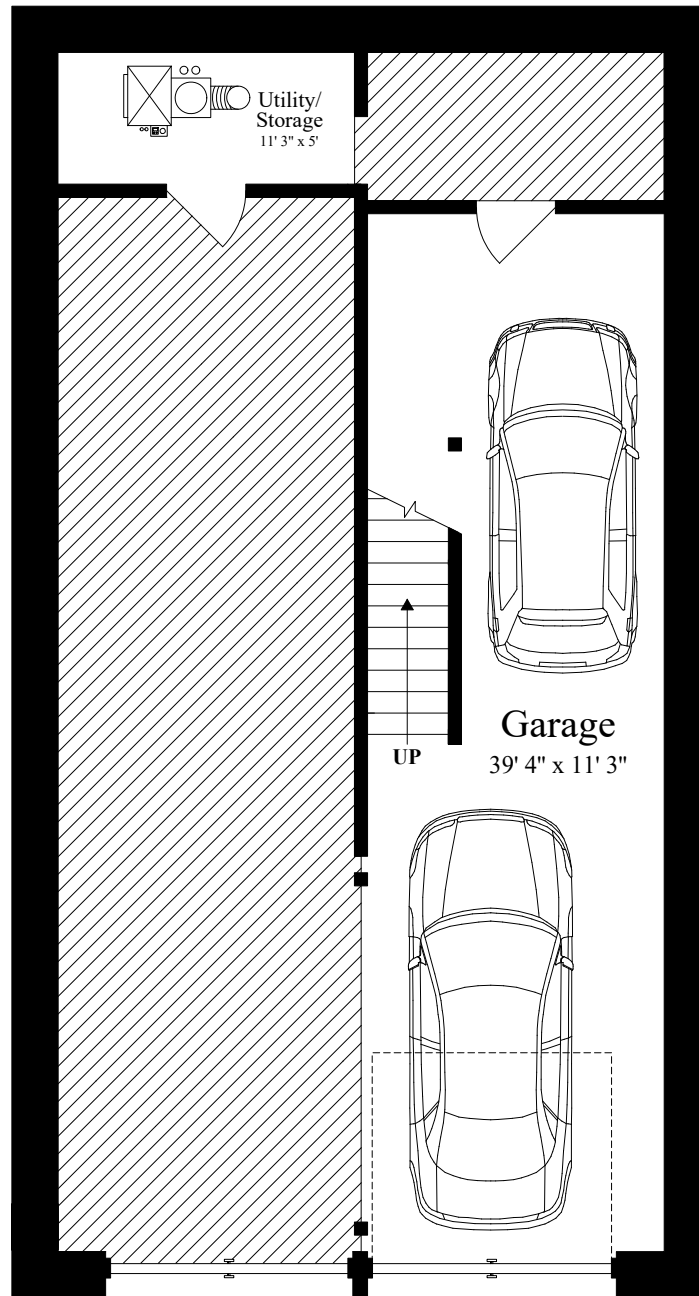 Utility/
Storage
11' 3" x 5'
UP
Garage
39' 4" x 11' 3"